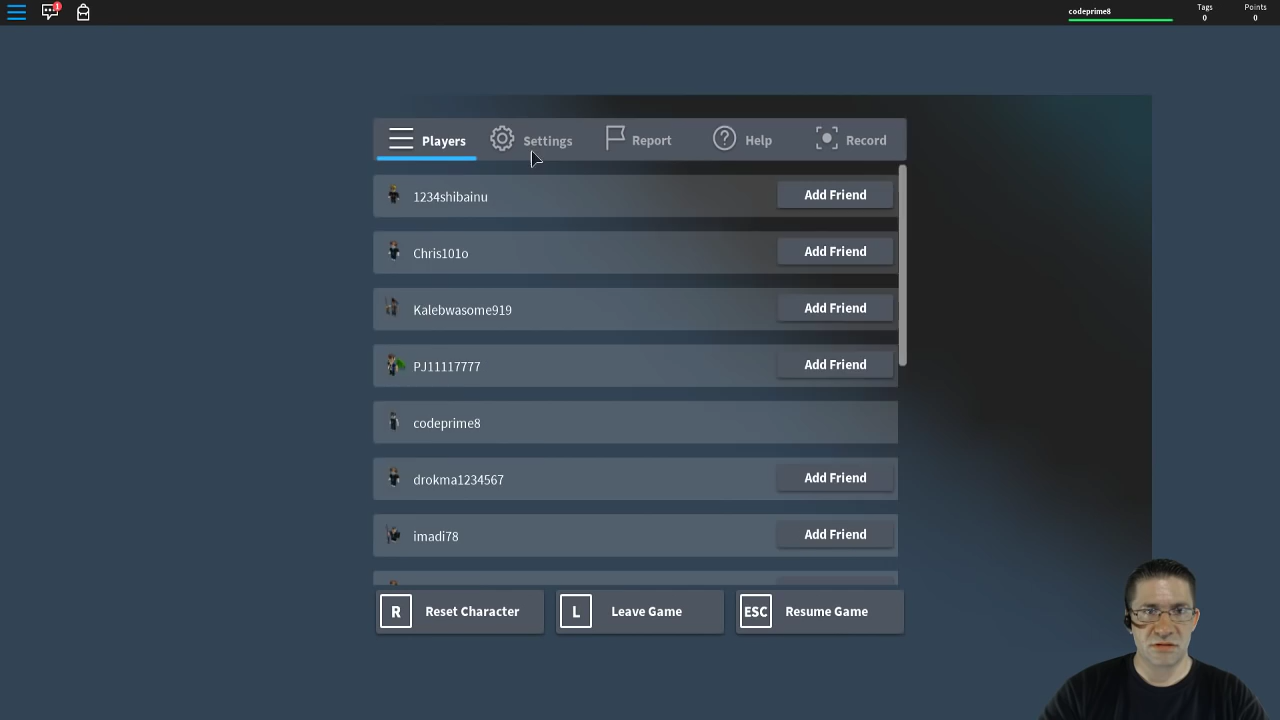 1
codeprime8
Tags
0
Points
0
Players
Settings
Report
Help
Record
1234shibainu
Add Friend
Chris101o
Add Friend
Kalebwasome919
Add Friend
PJ11117777
Add Friend
codeprime8
drokma1234567
Add Friend
imadi78
Add Friend
R
Reset Character
L
Leave Game
ESC
Resume Game